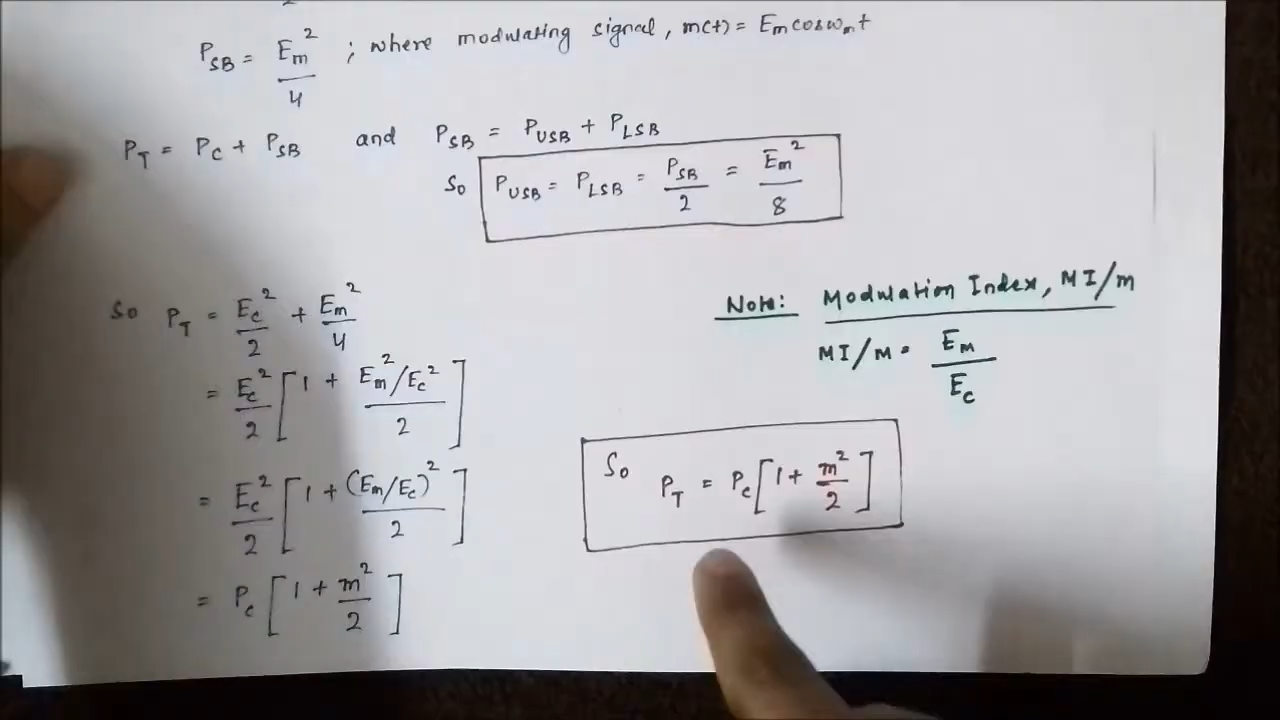 P_SB = E_m^2/4 ; where modulating signal, m(t) = E_m cos ω_m t
P_T = P_C + P_SB and P_SB = P_USB + P_LSB
So P_USB = P_LSB = P_SB/2 = E_m^2/8
So P_T = E_c^2/2 + E_m^2/4
= E_c^2/2 [1 + E_m^2/E_c^2/2]
= E_c^2/2 [1 + (E_m/E_c)^2/2]
= P_c [1 + m^2/2]
Note: Modulation Index, MI/m
MI/m = E_m/E_c
So P_T = P_c [1 + m^2/2]